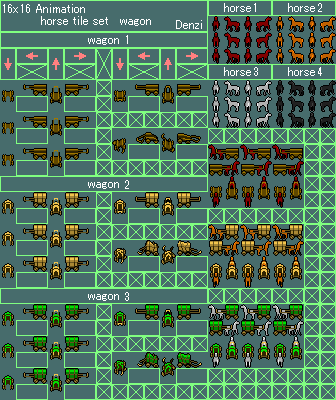 16x16 Animation
horse tile set wagon
Denzi
horse1
horse2
wagon 1
horse3
horse4
wagon 2
wagon 3